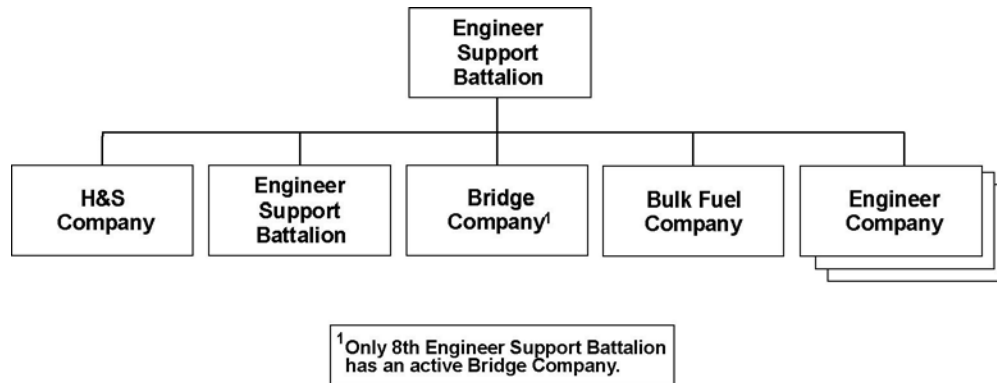 Engineer
Support
Battalion
H&S
Company
Engineer
Support
Battalion
Bridge
Company¹
Bulk Fuel
Company
Engineer
Company
¹Only 8th Engineer Support Battalion
has an active Bridge Company.